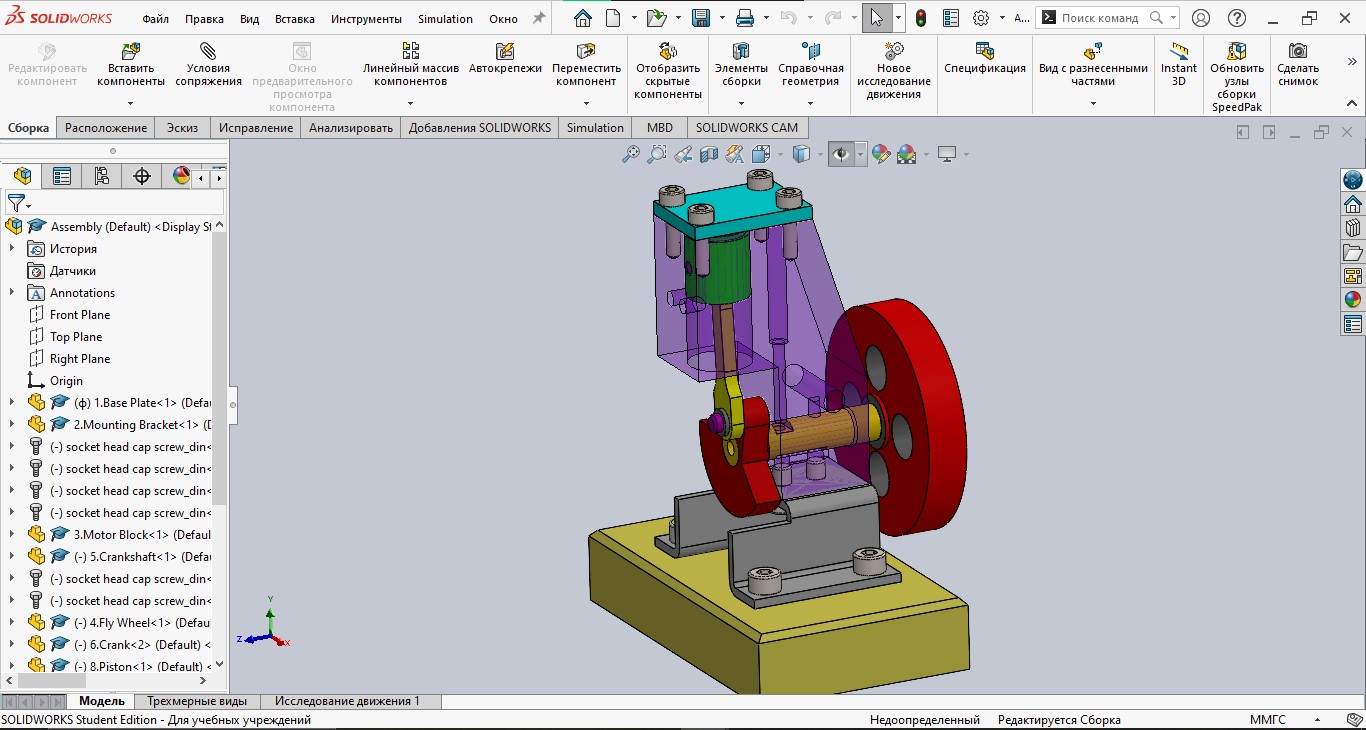 SOLIDWORKS
Файл Правка Вид Вставка Инструменты Simulation Окно
А... Поиск команд
Редактировать компонент
Вставить компоненты
Условия сопряжения
Окно предварительного просмотра компонента
Линейный массив компонентов
Автокрепежи
Переместить компонент
Отобразить скрытые компоненты
Элементы сборки
Справочная геометрия
Новое исследование движения
Спецификация
Вид с разнесенными частями
Instant 3D
Обновить узлы сборки SpeedPak
Сделать снимок
Сборка Расположение Эскиз Исправление Анализировать Добавления SOLIDWORKS Simulation MBD SOLIDWORKS CAM
Assembly (Default) <Display St
История
Датчики
Annotations
Front Plane
Top Plane
Right Plane
Origin
(ф) 1.Base Plate<1> (Defau
2.Mounting Bracket<1> (D
(-) socket head cap screw_din<
(-) socket head cap screw_din<
(-) socket head cap screw_din<
(-) socket head cap screw_din<
3.Motor Block<1> (Default
(-) 5.Crankshaft<1> (Defau
(-) socket head cap screw_din<
(-) socket head cap screw_din<
(-) 4.Fly Wheel<1> (Defau
(-) 6.Crank<2> (Default) <
(-) 8.Piston<1> (Default) <
Y
Z
X
Модель Трехмерные виды Исследование движения 1
SOLIDWORKS Student Edition - Для учебных учреждений Недоопределенный Редактируется Сборка ММГС